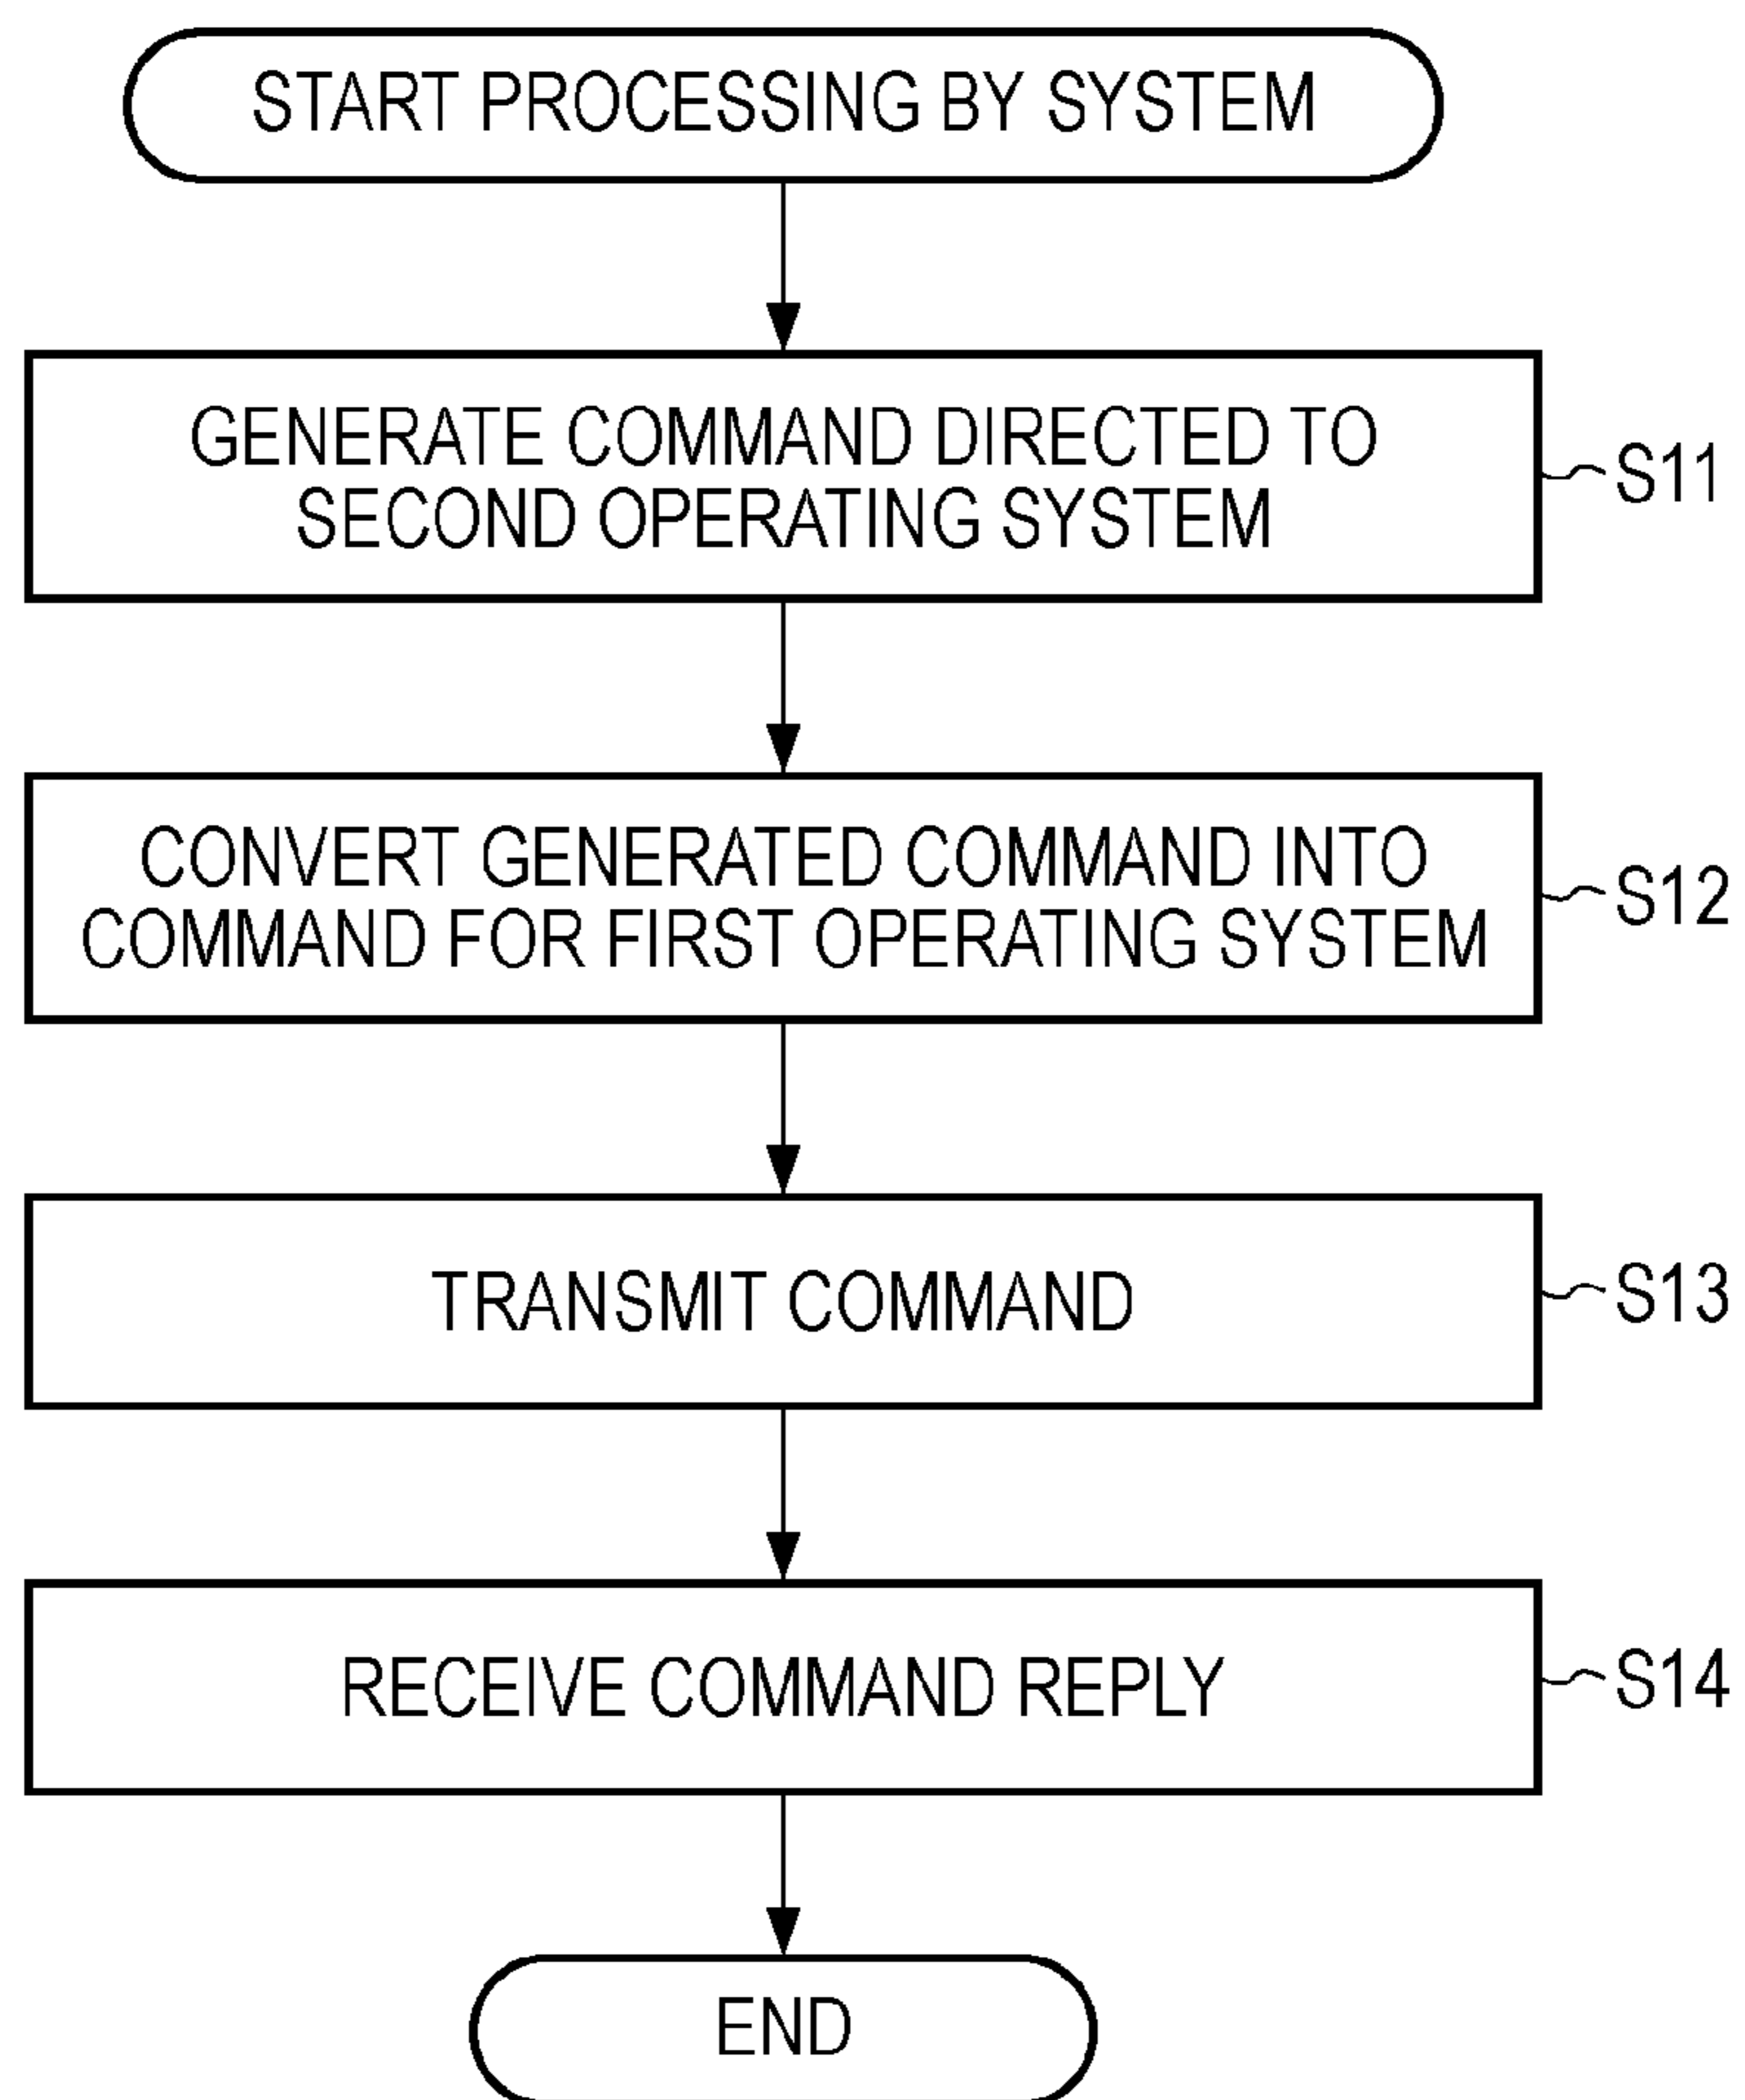 START PROCESSING BY SYSTEM
GENERATE COMMAND DIRECTED TO
SECOND OPERATING SYSTEM
S11
CONVERT GENERATED COMMAND INTO
COMMAND FOR FIRST OPERATING SYSTEM
S12
TRANSMIT COMMAND
S13
RECEIVE COMMAND REPLY
S14
END